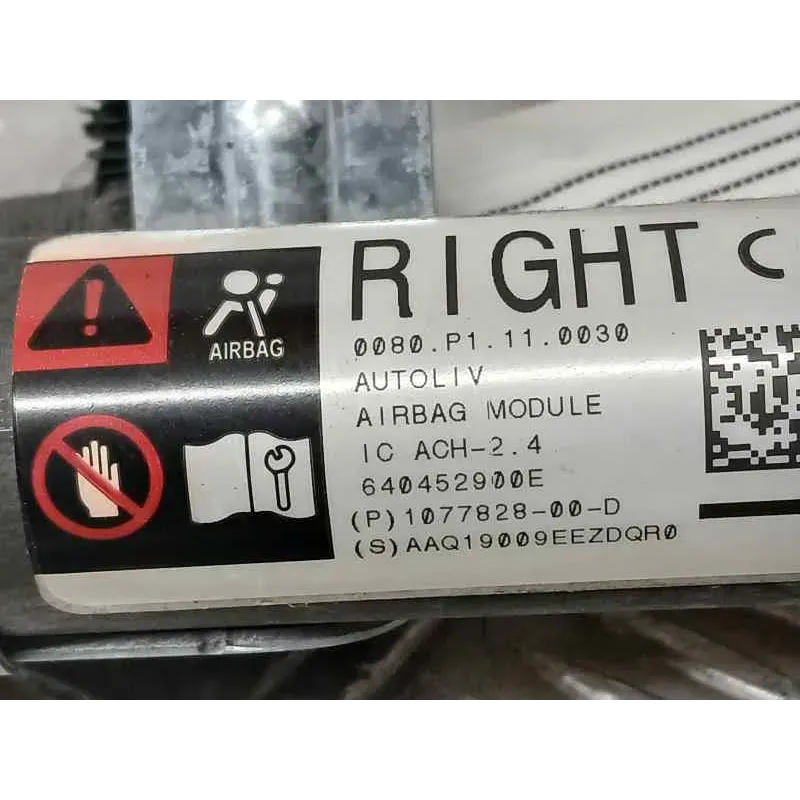 AIRBAG
RIGHT
0080.P1.11.0030
AUTOLIV
AIRBAG MODULE
IC ACH-2.4
640452900E
(P)1077828-00-D
(S)AAQ19009EEZDQR0